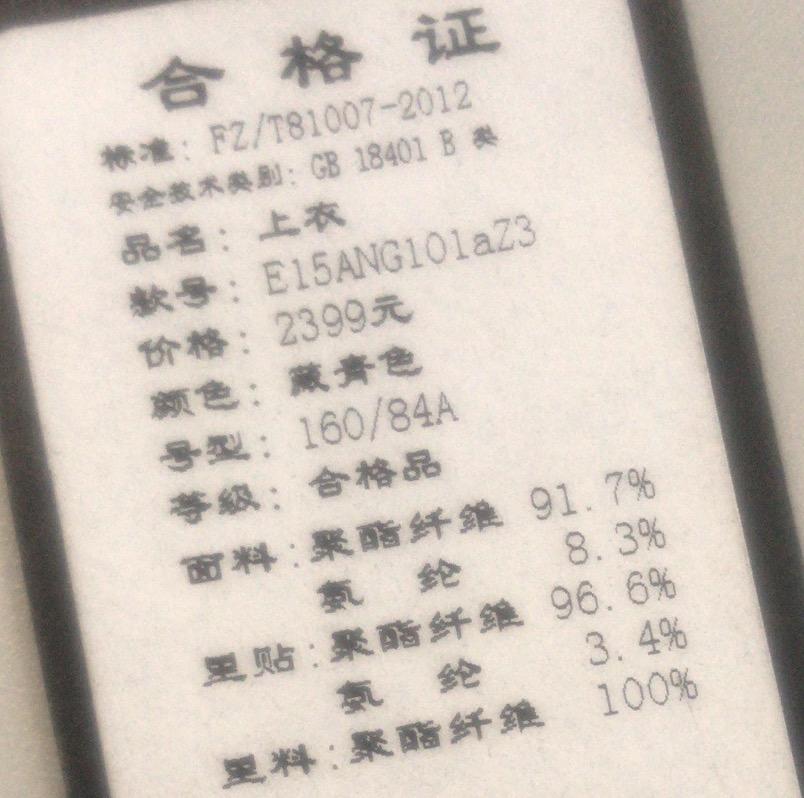 合格证
标准: FZ/T81007-2012
安全技术类别: GB 18401 B 类
品名: 上衣
款号: E15ANG101aZ3
价格: 2399元
颜色: 藏青色
号型: 160/84A
等级: 合格品
面料:聚酯纤维 91.7%
氨 纶 8.3%
里贴:聚酯纤维 96.6%
氨 纶 3.4%
里料:聚酯纤维 100%